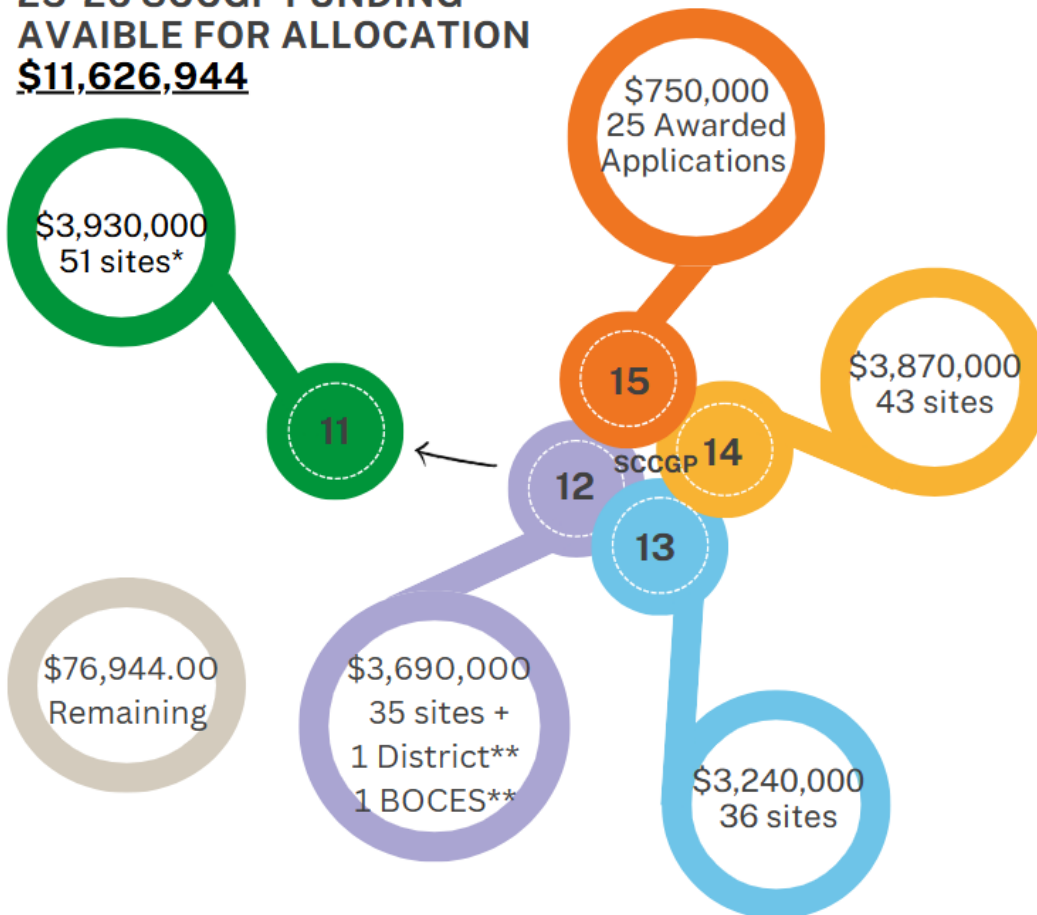 AVAIBLE FOR ALLOCATION
$11,626,944
$3,930,000
51 sites*
11
$750,000
25 Awarded
Applications
15
$3,870,000
43 sites
14
SCCGP
12
13
$76,944.00
Remaining
$3,690,000
35 sites +
1 District**
1 BOCES**
$3,240,000
36 sites